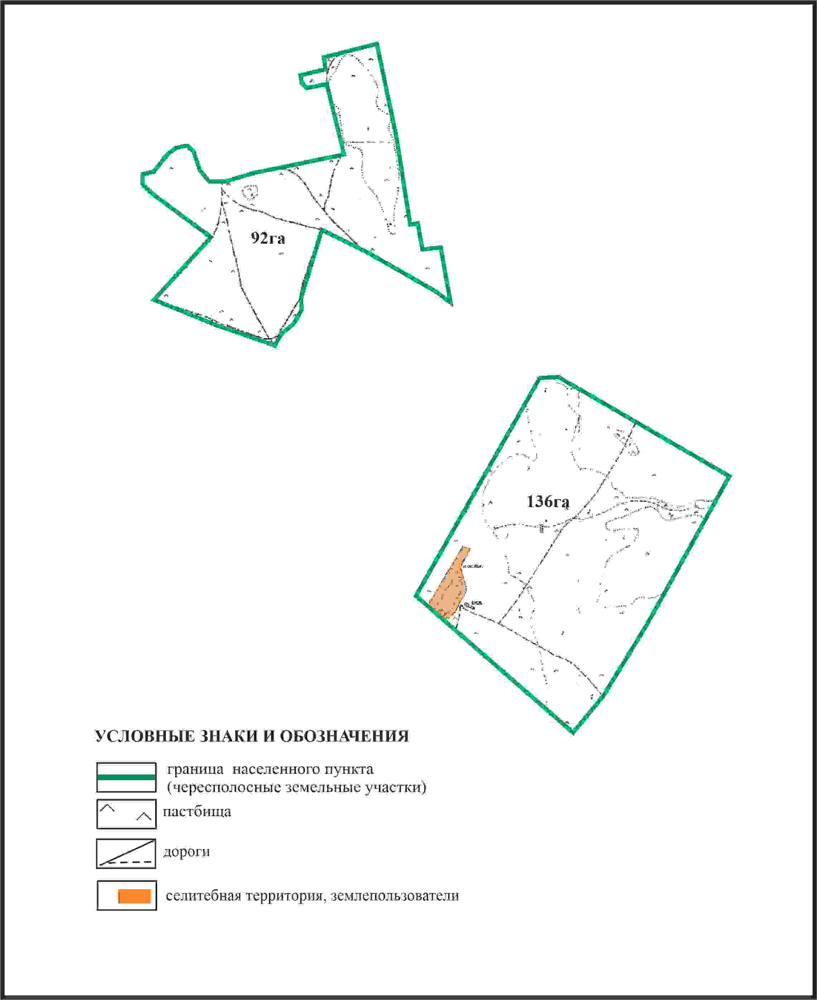 92га
136га
УСЛОВНЫЕ ЗНАКИ И ОБОЗНАЧЕНИЯ
граница населенного пункта
(чересполосные земельные участки)
пастбища
дороги
селитебная территория, землепользователи